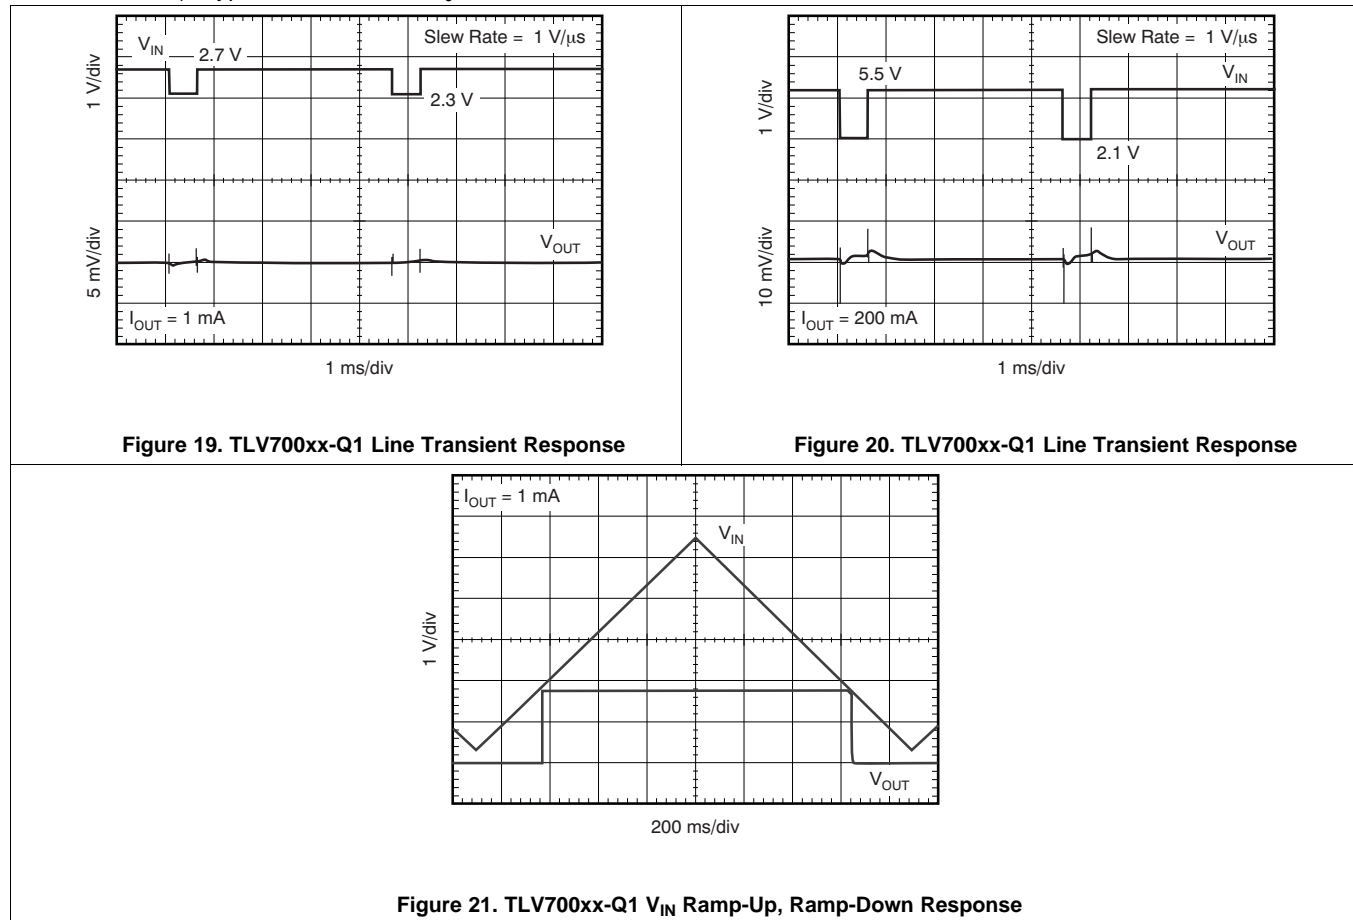 V_IN
2.7 V
Slew Rate = 1 V/µs
2.3 V
1 V/div
5 mV/div
V_OUT
I_OUT = 1 mA
1 ms/div
Figure 19. TLV700xx-Q1 Line Transient Response
Slew Rate = 1 V/µs
5.5 V
V_IN
2.1 V
1 V/div
10 mV/div
V_OUT
I_OUT = 200 mA
1 ms/div
Figure 20. TLV700xx-Q1 Line Transient Response
I_OUT = 1 mA
V_IN
1 V/div
V_OUT
200 ms/div
Figure 21. TLV700xx-Q1 V_IN Ramp-Up, Ramp-Down Response